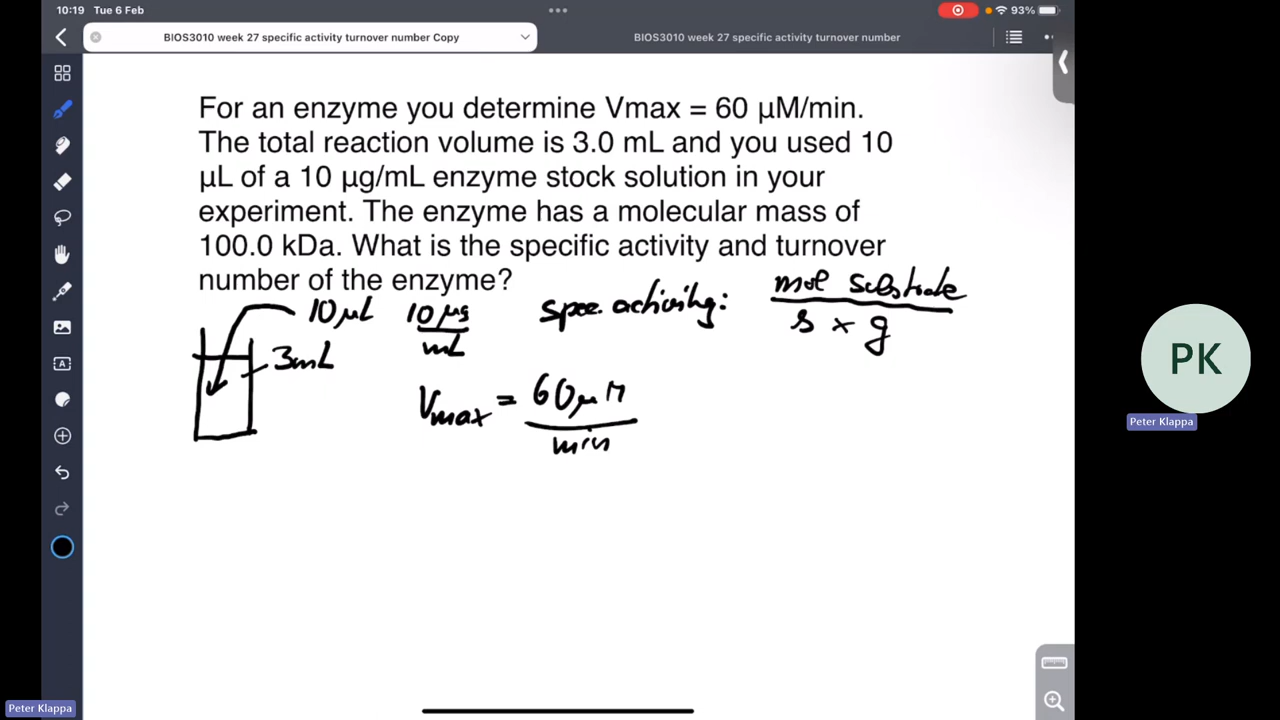 10:19 Tue 6 Feb
93%
BIOS3010 week 27 specific activity turnover number Copy
BIOS3010 week 27 specific activity turnover number
For an enzyme you determine Vmax = 60 µM/min.
The total reaction volume is 3.0 mL and you used 10
µL of a 10 µg/mL enzyme stock solution in your
experiment. The enzyme has a molecular mass of
100.0 kDa. What is the specific activity and turnover
number of the enzyme?
10µL 10 µg
mL
3mL
spec. activity: mol substrate
s x g
Vmax = 60µM
min
A
PK
Peter Klappa
Peter Klappa